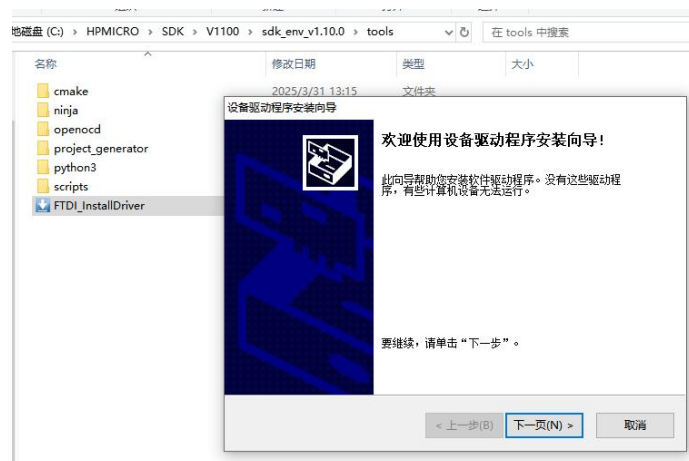 地磁盘 (C:) > HPMICRO > SDK > V1100 > sdk_env_v1.10.0 > tools
在 tools 中搜索
名称 修改日期 类型 大小
cmake 2025/3/31 13:15 文件夹
ninja
openocd
project_generator
python3
scripts
FTDI_InstallDriver
设备驱动程序安装向导
欢迎使用设备驱动程序安装向导!
此向导帮助您安装软件驱动程序。没有这些驱动程
序，有些计算机设备无法运行。
要继续，请单击“下一步”。
< 上一步(B) 下一页(N) > 取消